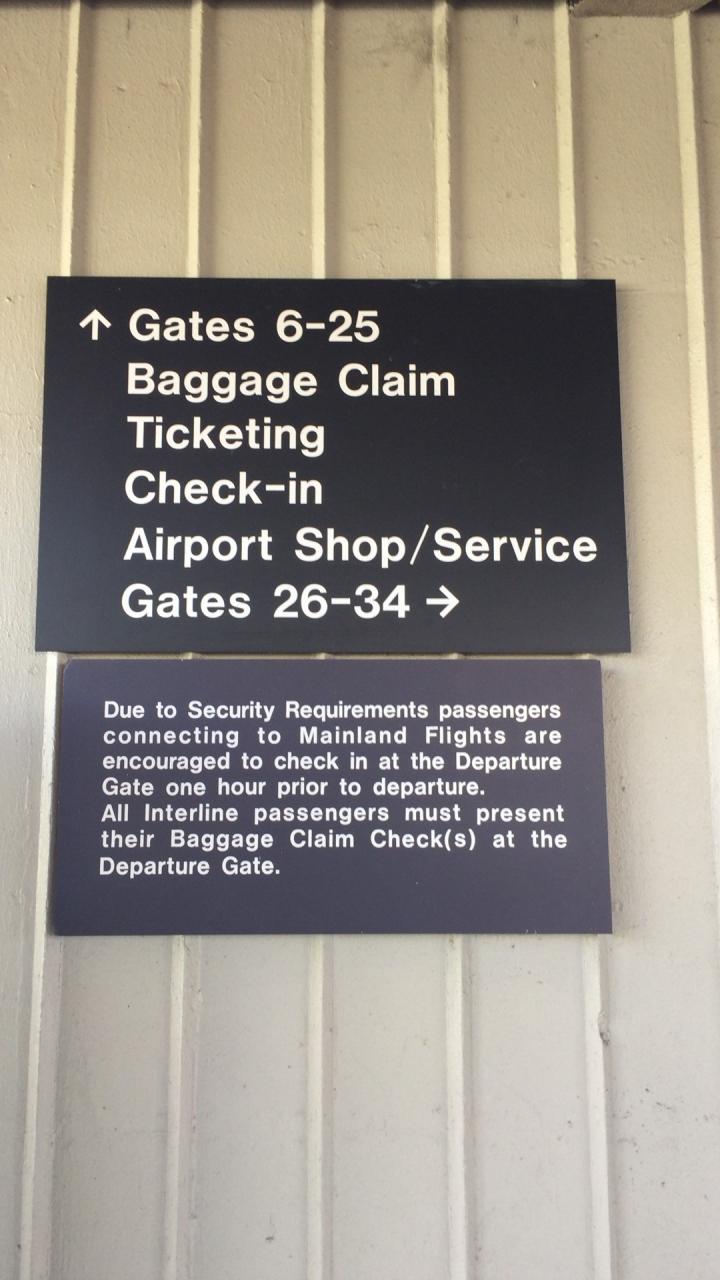 ↑ Gates 6-25
Baggage Claim
Ticketing
Check-in
Airport Shop/Service
Gates 26-34 →
Due to Security Requirements passengers
connecting to Mainland Flights are
encouraged to check in at the Departure
Gate one hour prior to departure.
All Interline passengers must present
their Baggage Claim Check(s) at the
Departure Gate.